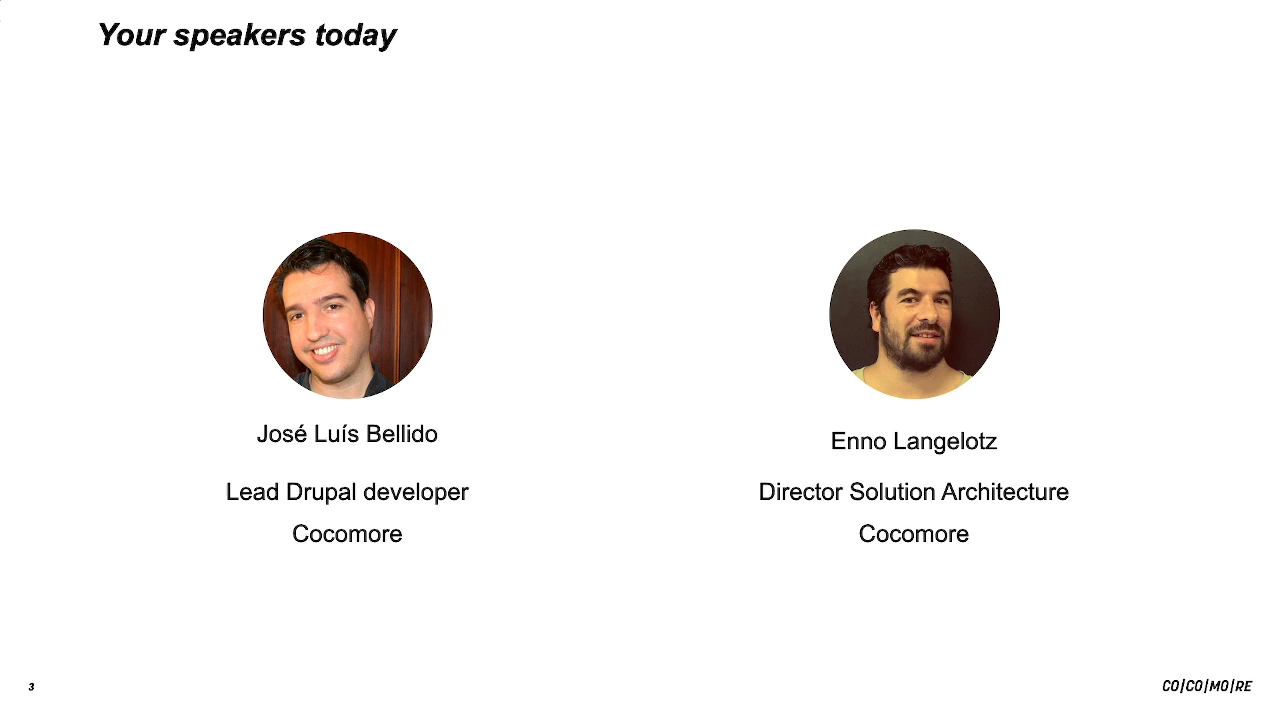 Your speakers today
José Luís Bellido
Lead Drupal developer
Cocomore
Enno Langelotz
Director Solution Architecture
Cocomore
3
CO|CO|MO|RE